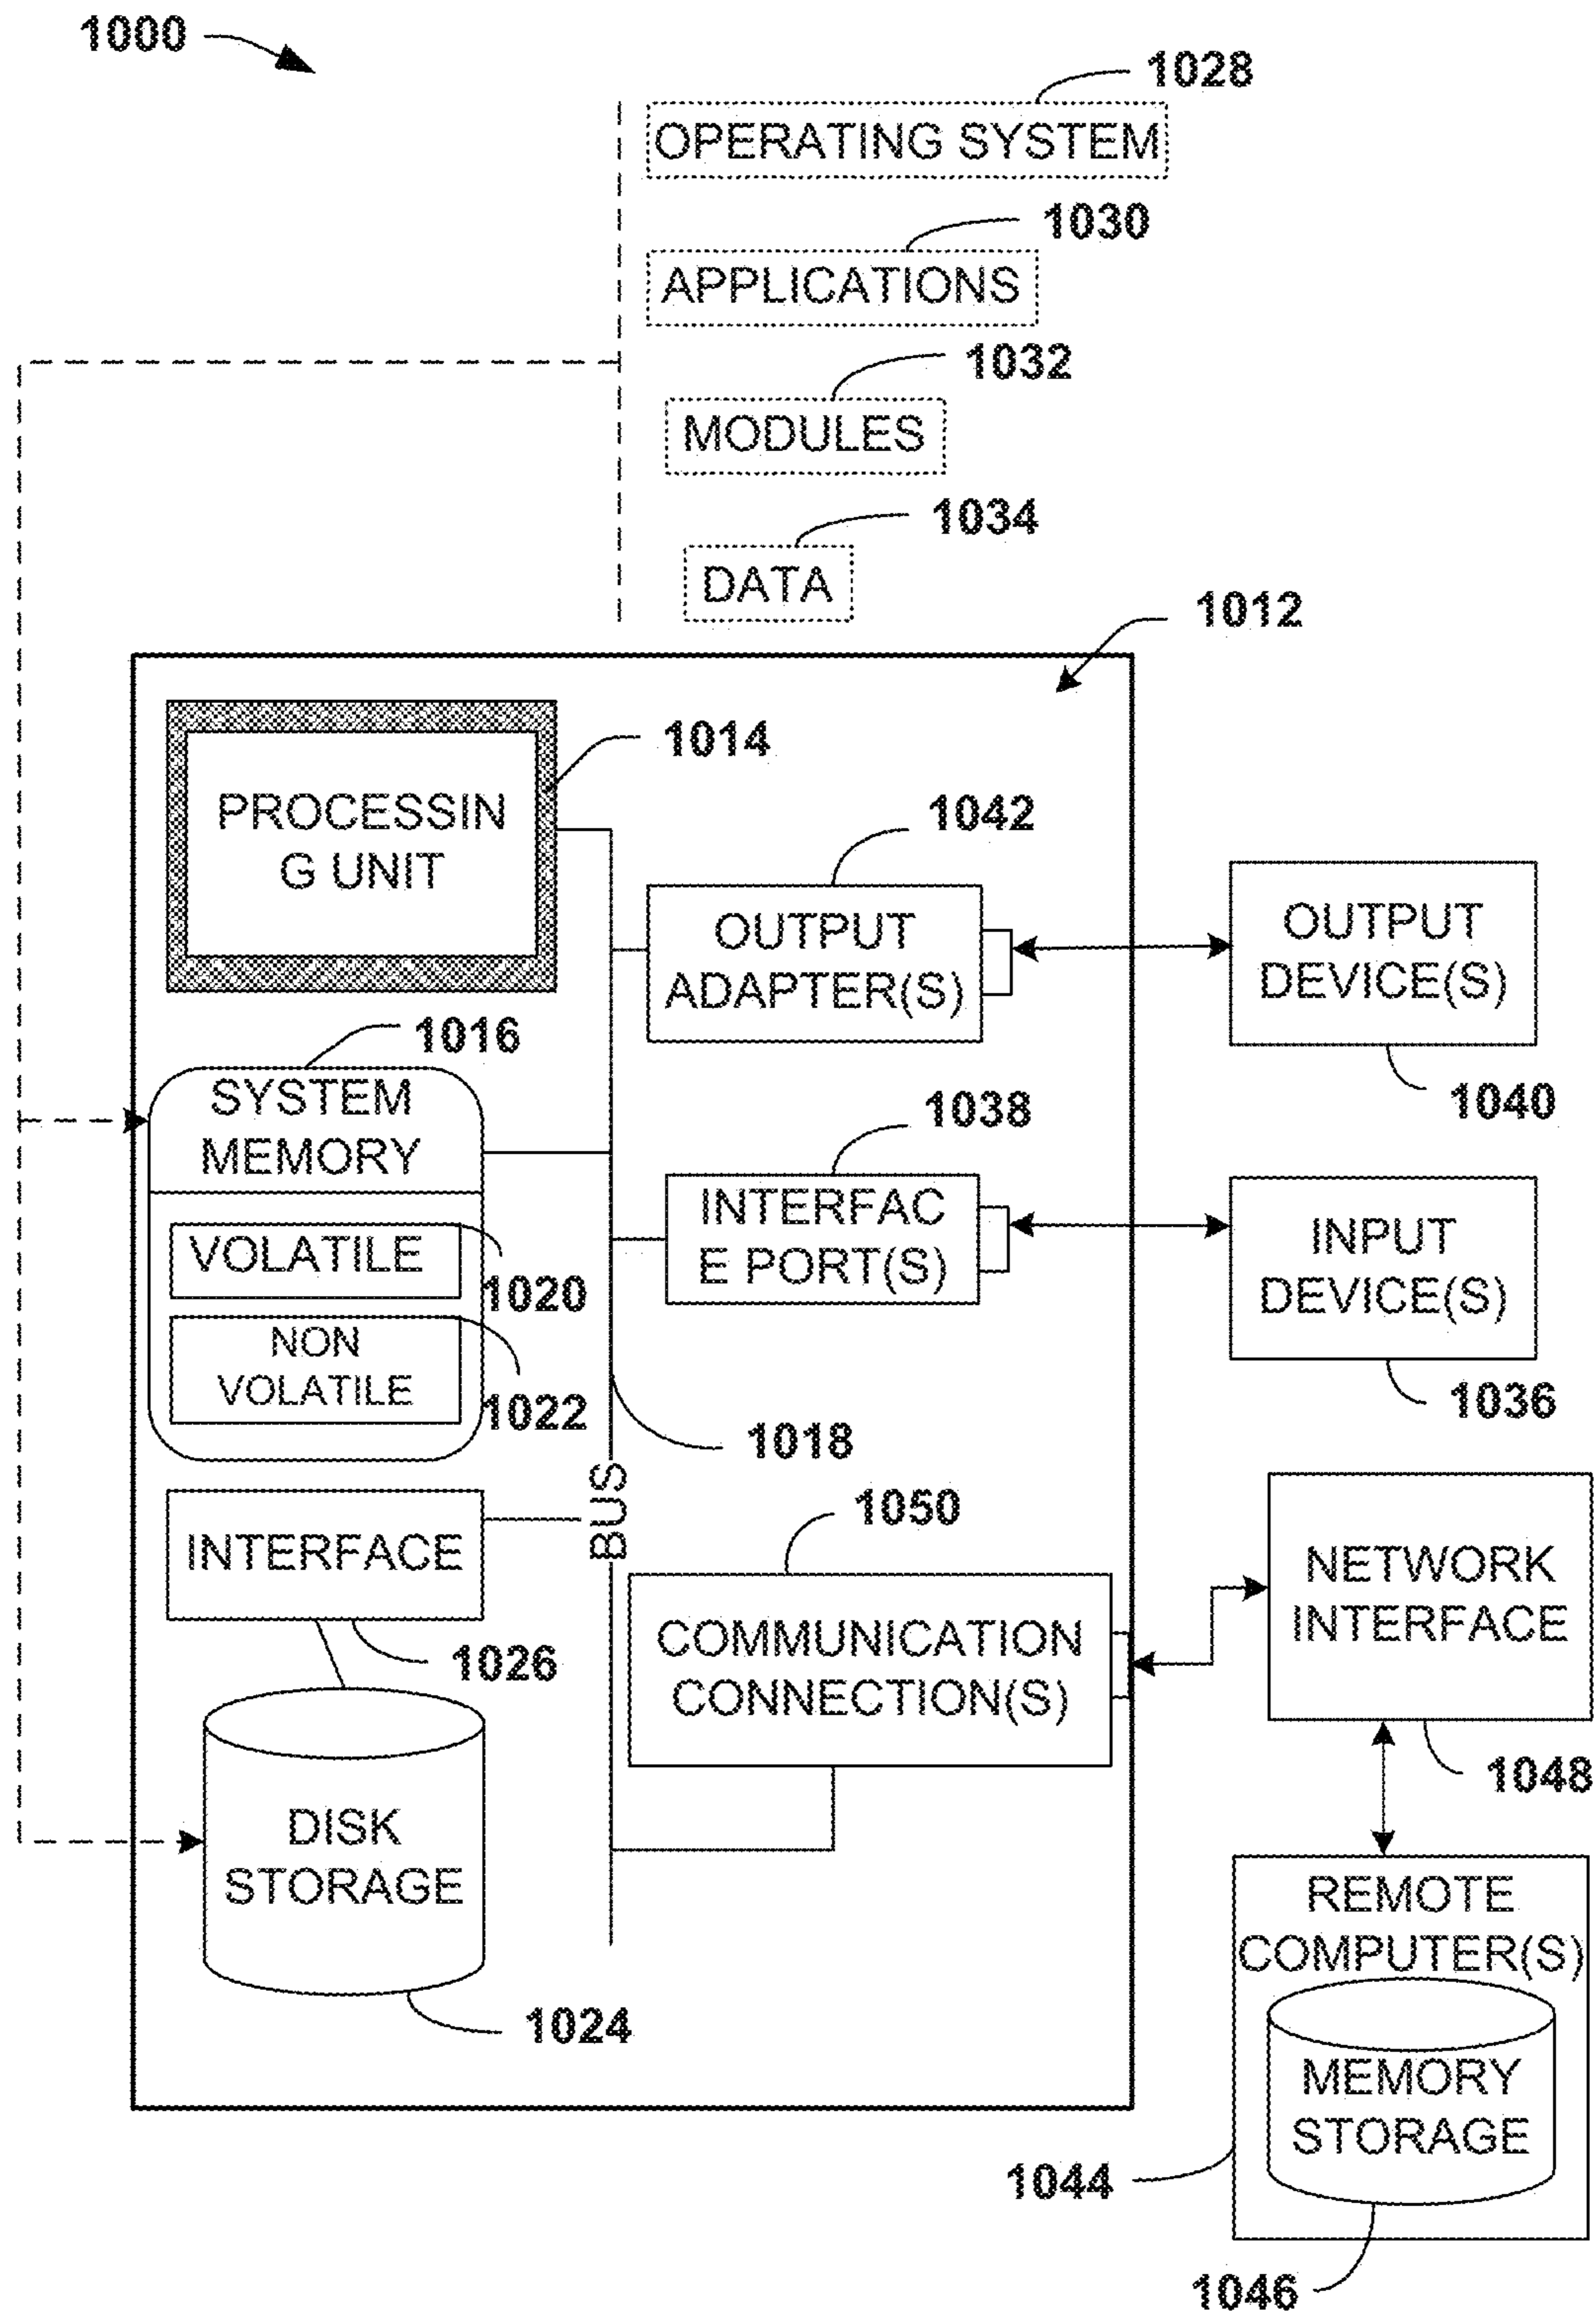 1000
1028
OPERATING SYSTEM
1030
APPLICATIONS
1032
MODULES
1034
DATA
1012
1014
PROCESSIN
G UNIT
1042
OUTPUT
ADAPTER(S)
OUTPUT
DEVICE(S)
1040
1016
SYSTEM
MEMORY
VOLATILE
1020
NON
VOLATILE
1022
1038
INTERFAC
E PORT(S)
INPUT
DEVICE(S)
1036
1018
BUS
INTERFACE
1026
1050
COMMUNICATION
CONNECTION(S)
NETWORK
INTERFACE
1048
DISK
STORAGE
1024
REMOTE
COMPUTER(S)
MEMORY
STORAGE
1044
1046